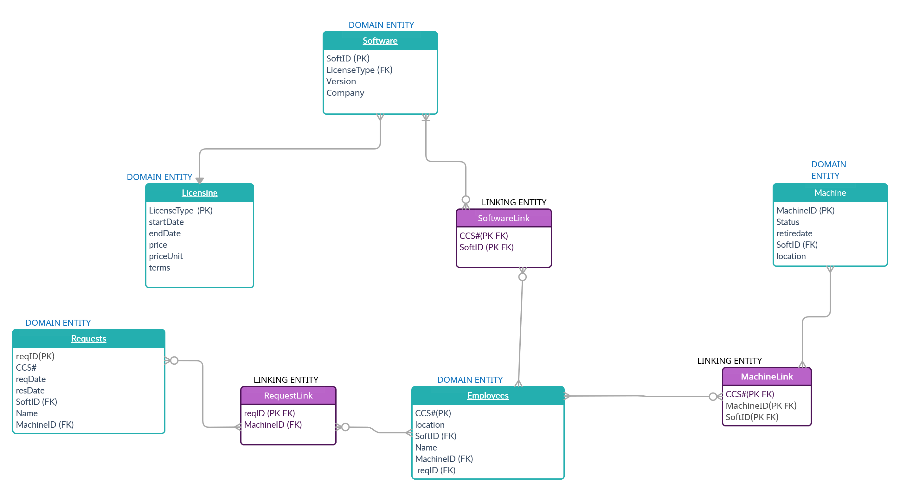 DOMAIN ENTITY
Software
SoftID (PK)
LicenseType (FK)
Version
Company
DOMAIN ENTITY
Licensine
LicenseType (PK)
startDate
endDate
price
priceUnit
terms
LINKING ENTITY
SoftwareLink
CCS#(PK FK)
SoftID (PK FK)
DOMAIN
ENTITY
Machine
MachineID (PK)
Status
retiredate
SoftID (FK)
location
DOMAIN ENTITY
Requests
reqID(PK)
CCS#
reqDate
resDate
SoftID (FK)
Name
MachineID (FK)
LINKING ENTITY
RequestLink
reqID (PK FK)
MachineID (FK)
DOMAIN ENTITY
Emplovees
CCS#(PK)
location
SoftID (FK)
Name
MachineID (FK)
reqID (FK)
LINKING ENTITY
MachineLink
CCS#(PK FK)
MachineID(PK FK)
SoftID(PK FK)